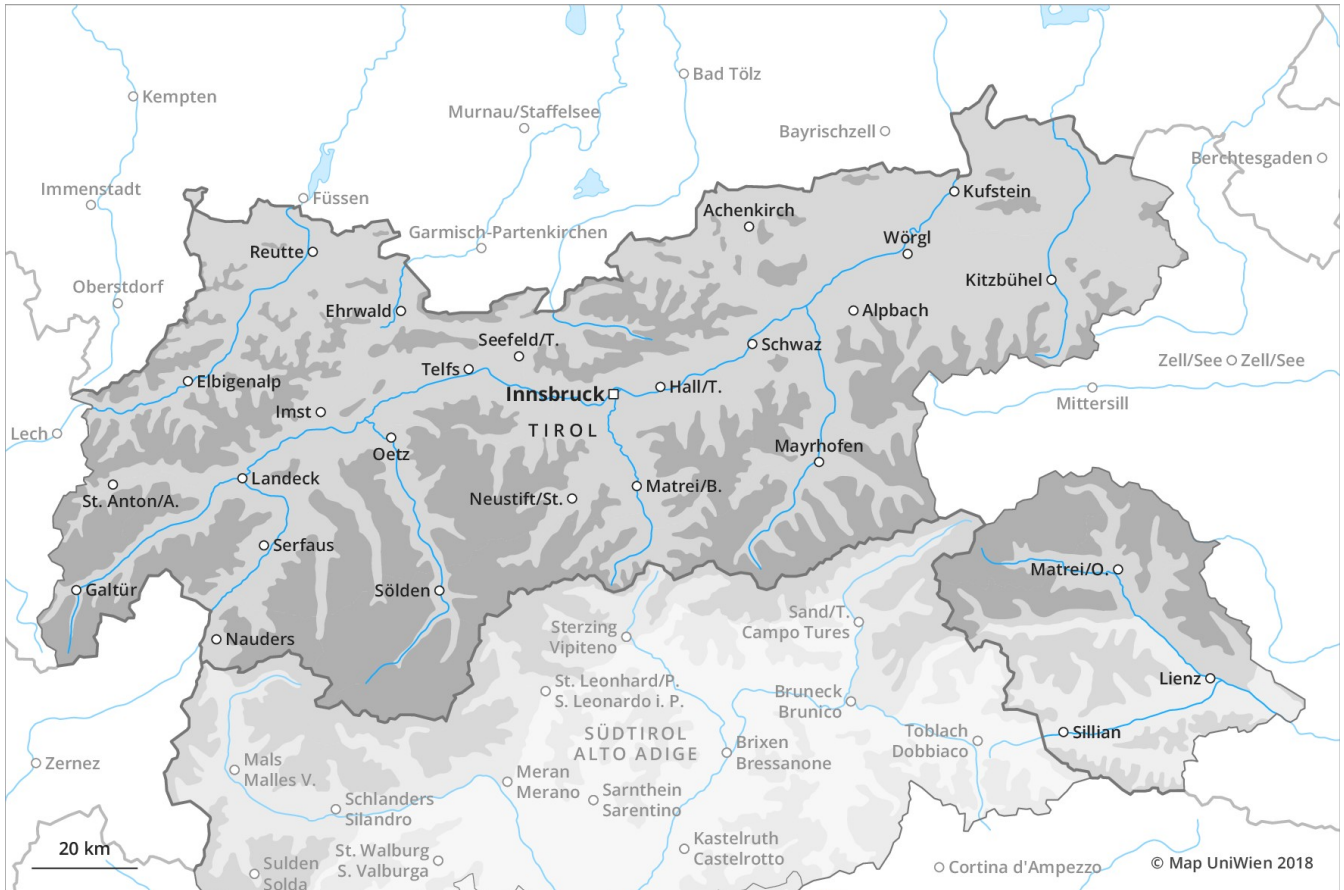 Bad Tölz
Kempten
Murnau/Staffelsee
Bayrischzell
Berchtesgaden
Immenstadt
Füssen
Kufstein
Achenkirch
Garmisch-Partenkirchen
Wörgl
Reutte
Kitzbühel
Oberstdorf
Ehrwald
Alpbach
Seefeld/T.
Schwaz
Zell/See
Zell/See
Telfs
Elbigenalp
Innsbruck
Hall/T.
Mittersill
Imst
TIROL
Lech
Oetz
Mayrhofen
Landeck
Matrei/B.
St. Anton/A.
Neustift/St.
Serfaus
Matrei/O.
Galtür
Sölden
Sand/T.
Campo Tures
Sterzing
Vipiteno
Nauders
Lienz
St. Leonhard/P.
S. Leonardo i. P.
Bruneck
Brunico
SÜDTIROL
ALTO ADIGE
Toblach
Dobbiaco
Sillian
Brixen
Bressanone
Zernez
Mals
Malles V.
Meran
Merano
Sarnthein
Sarentino
Schlanders
Silandro
Kastelruth
Castelrotto
20 km
St. Walburg
S. Valburga
Sulden
Solda
Cortina d'Ampezzo
© Map UniWien 2018